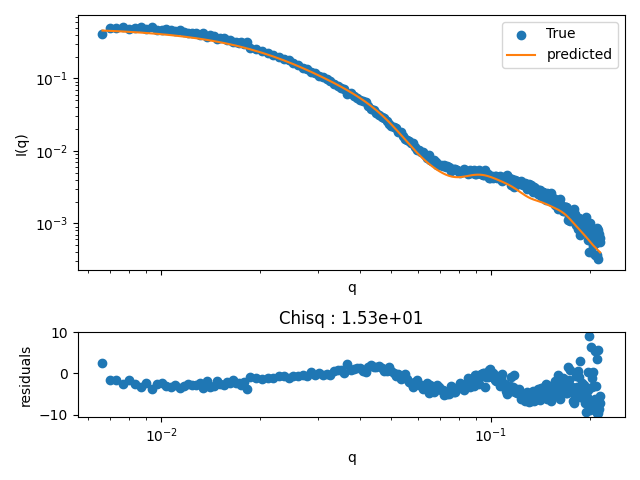 True
predicted
10⁻¹
10⁻²
10⁻³
I(q)
q
Chisq : 1.53e+01
10
0
−10
residuals
10⁻²
10⁻¹
q